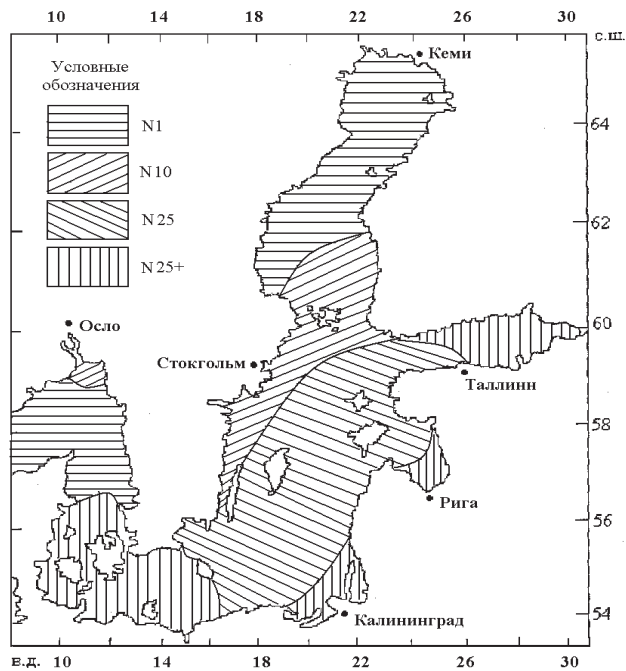 10 14 18 22 26 30
с.ш.
Кеми
Условные
обозначения
N1
64
N10
N25
62
N25+
Осло
60
Стокгольм
Таллинн
58
Рига
56
Калининград
54
в.д. 10 14 18 22 26 30